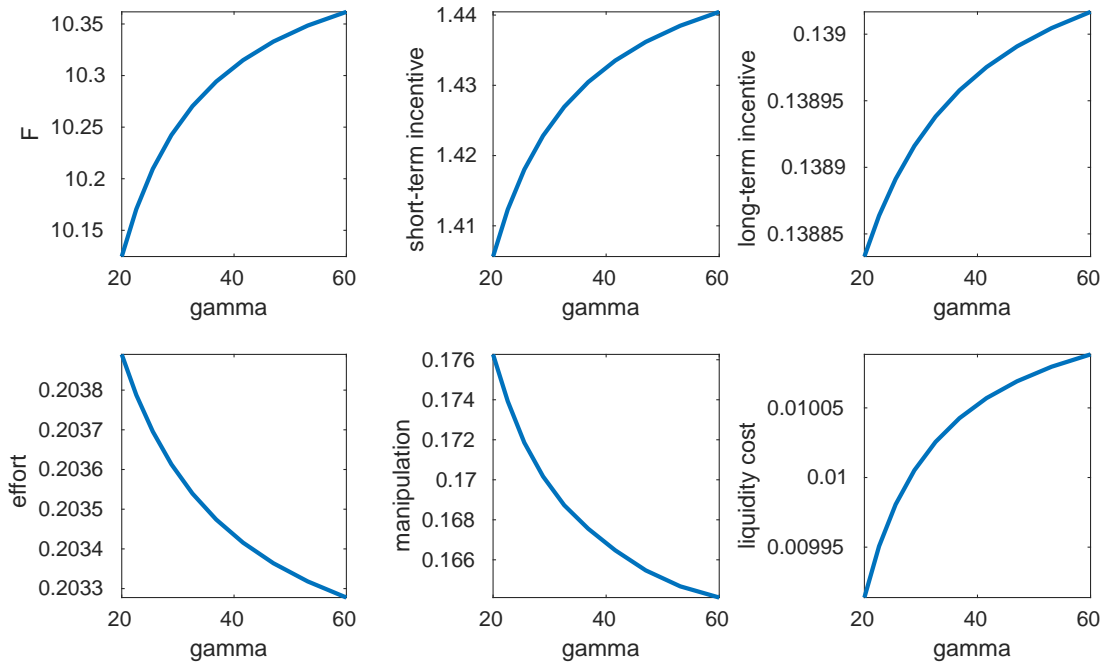 F
10.35
10.3
10.25
10.2
10.15
20 40 60
gamma
short-term incentive
1.44
1.43
1.42
1.41
20 40 60
gamma
long-term incentive
0.139
0.13895
0.1389
0.13885
20 40 60
gamma
effort
0.2038
0.2037
0.2036
0.2035
0.2034
0.2033
20 40 60
gamma
manipulation
0.176
0.174
0.172
0.17
0.168
0.166
20 40 60
gamma
liquidity cost
0.01005
0.01
0.00995
20 40 60
gamma